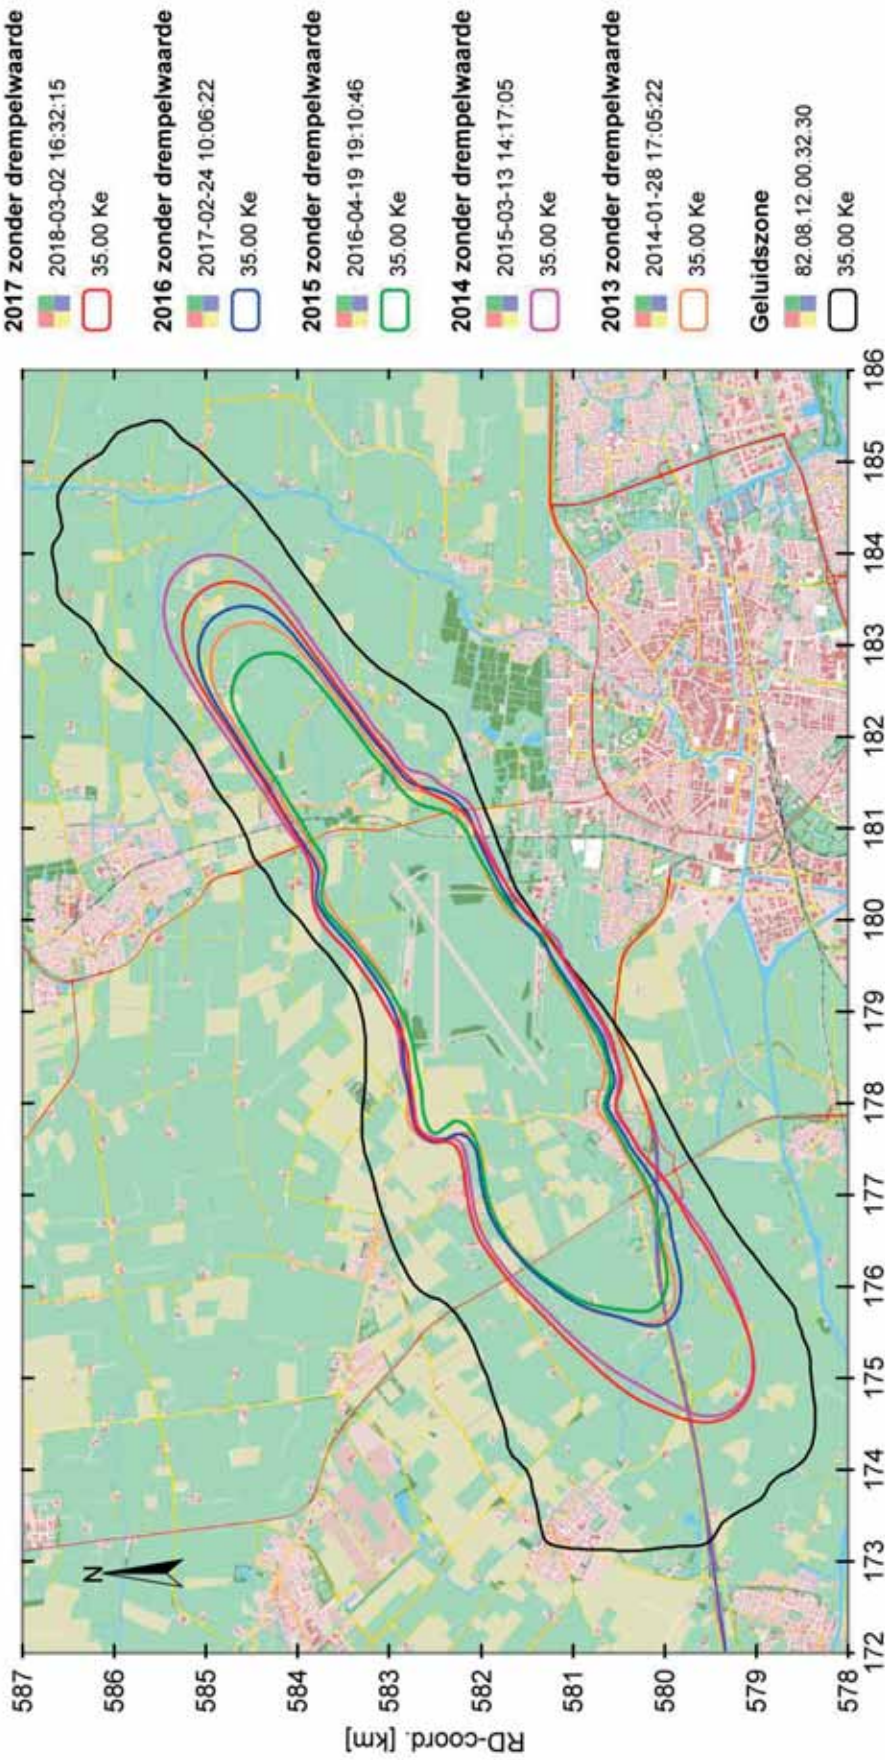 2017 zonder drempelwaarde
2018-03-02 16:32:15
35.00 Ke
2016 zonder drempelwaarde
2017-02-24 10:06:22
35.00 Ke
2015 zonder drempelwaarde
2016-04-19 19:10:46
35.00 Ke
2014 zonder drempelwaarde
2015-03-13 14:17:05
35.00 Ke
2013 zonder drempelwaarde
2014-01-28 17:05:22
35.00 Ke
Geluidszone
82.08.12.00.32.30
35.00 Ke
N
587
586
585
584
583
582
581
580
579
578
RD-coord. [km]
172
173
174
175
176
177
178
179
180
181
182
183
184
185
186